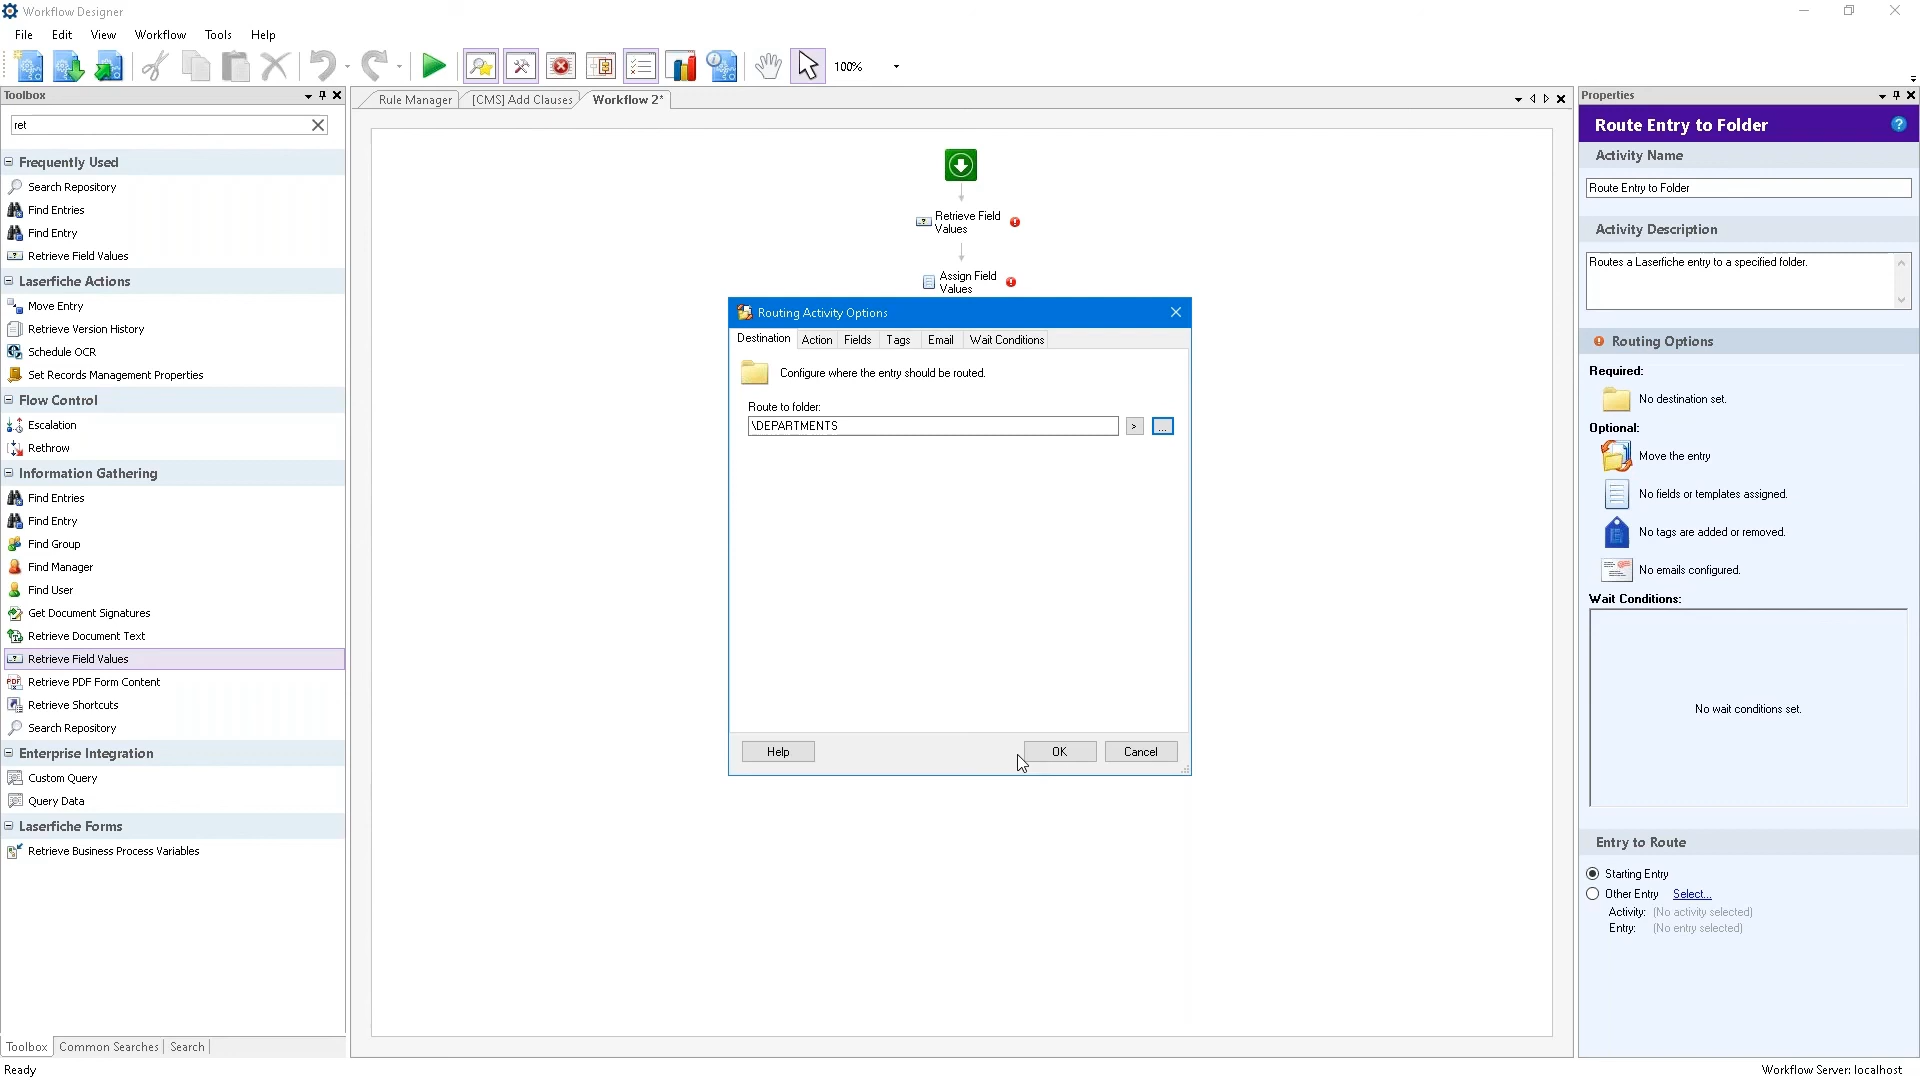 Workflow Designer
File Edit View Workflow Tools Help
100%
Toolbox
ret
Frequently Used
Search Repository
Find Entries
Find Entry
Retrieve Field Values
Laserfiche Actions
Move Entry
Retrieve Version History
Schedule OCR
Set Records Management Properties
Flow Control
Escalation
Rethrow
Information Gathering
Find Entries
Find Entry
Find Group
Find Manager
Find User
Get Document Signatures
Retrieve Document Text
Retrieve Field Values
Retrieve PDF Form Content
Retrieve Shortcuts
Search Repository
Enterprise Integration
Custom Query
Query Data
Laserfiche Forms
Retrieve Business Process Variables
Toolbox Common Searches Search
Ready
Rule Manager [CMS] Add Clauses Workflow 2*
Retrieve Field
Values
Assign Field
Values
Routing Activity Options
Destination Action Fields Tags Email Wait Conditions
Configure where the entry should be routed.
Route to folder:
\DEPARTMENTS > ...
Help OK Cancel
Properties
Route Entry to Folder ?
Activity Name
Route Entry to Folder
Activity Description
Routes a Laserfiche entry to a specified folder.
Routing Options
Required:
No destination set.
Optional:
Move the entry
No fields or templates assigned.
No tags are added or removed.
No emails configured.
Wait Conditions:
No wait conditions set.
Entry to Route
Starting Entry
Other Entry Select...
Activity: (No activity selected)
Entry: (No entry selected)
Workflow Server: localhost